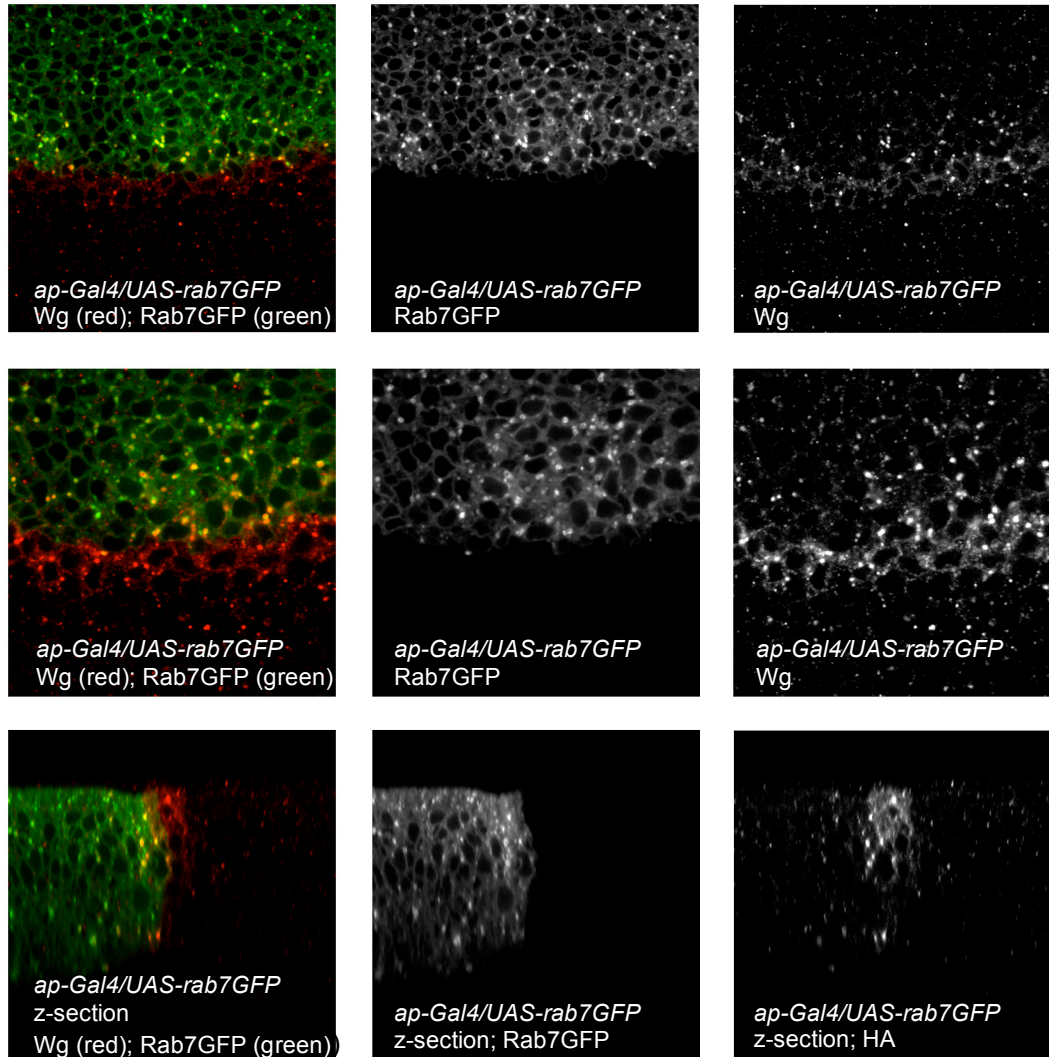 ap-Gal4/UAS-rab7GFP
Wg (red); Rab7GFP (green)
ap-Gal4/UAS-rab7GFP
Rab7GFP
ap-Gal4/UAS-rab7GFP
Wg
ap-Gal4/UAS-rab7GFP
Wg (red); Rab7GFP (green)
ap-Gal4/UAS-rab7GFP
Rab7GFP
ap-Gal4/UAS-rab7GFP
Wg
ap-Gal4/UAS-rab7GFP
z-section
Wg (red); Rab7GFP (green))
ap-Gal4/UAS-rab7GFP
z-section; Rab7GFP
ap-Gal4/UAS-rab7GFP
z-section; HA